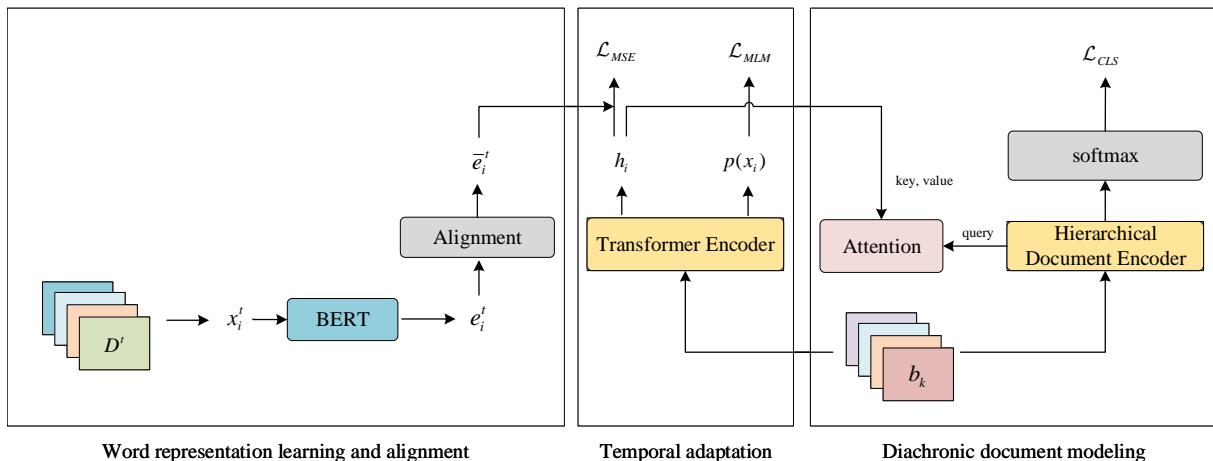 ℒ_MSE
ℒ_MLM
ℒ_CLS
softmax
e̅_i^t
h_i
p(x_i)
key, value
Alignment
Transformer Encoder
Attention
query
Hierarchical
Document Encoder
D^t
x_i^t
BERT
e_i^t
b_k
Word representation learning and alignment
Temporal adaptation
Diachronic document modeling